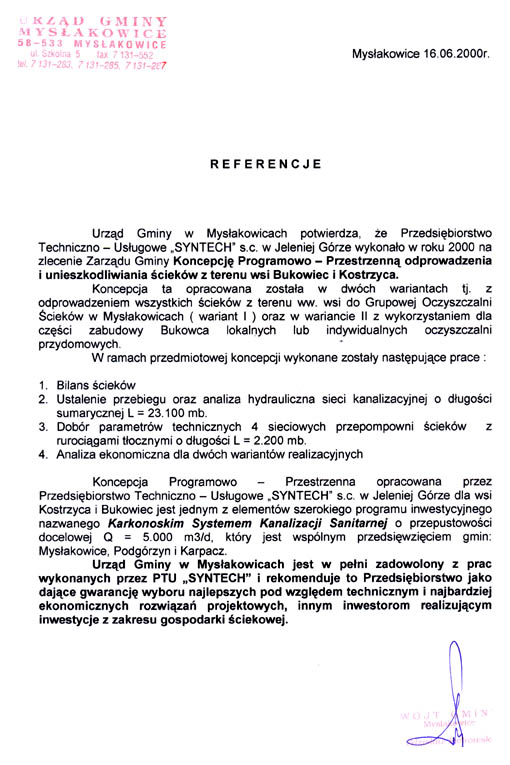 URZĄD GMINY
MYSŁAKOWICE
58-533 MYSŁAKOWICE
ul. Szkolna 5 fax 7131-552
tel. 7131-283, 7131-285, 7131-287
Mysłakowice 16.06.2000r.
REFERENCJE
Urząd Gminy w Mysłakowicach potwierdza, że Przedsiębiorstwo
Techniczno – Usługowe „SYNTECH” s.c. w Jeleniej Górze wykonało w roku 2000 na
zlecenie Zarządu Gminy Koncepcję Programowo – Przestrzenną odprowadzenia
i unieszkodliwiania ścieków z terenu wsi Bukowiec i Kostrzyca.
Koncepcja ta opracowana została w dwóch wariantach tj. z
odprowadzeniem wszystkich ścieków z terenu ww. wsi do Grupowej Oczyszczalni
Ścieków w Mysłakowicach ( wariant I ) oraz w wariancie II z wykorzystaniem dla
części zabudowy Bukowca lokalnych lub indywidualnych oczyszczalni
przydomowych.
W ramach przedmiotowej koncepcji wykonane zostały następujące prace :
1. Bilans ścieków
2. Ustalenie przebiegu oraz analiza hydrauliczna sieci kanalizacyjnej o długości
sumarycznej L = 23.100 mb.
3. Dobór parametrów technicznych 4 sieciowych przepompowni ścieków z
rurociągami tłocznymi o długości L = 2.200 mb.
4. Analiza ekonomiczna dla dwóch wariantów realizacyjnych
Koncepcja Programowo – Przestrzenna opracowana przez
Przedsiębiorstwo Techniczno – Usługowe „SYNTECH” s.c. w Jeleniej Górze dla wsi
Kostrzyca i Bukowiec jest jednym z elementów szerokiego programu inwestycyjnego
nazwanego Karkonoskim Systemem Kanalizacji Sanitarnej o przepustowości
docelowej Q = 5.000 m3/d, który jest wspólnym przedsięwzięciem gmin:
Mysłakowice, Podgórzyn i Karpacz.
Urząd Gminy w Mysłakowicach jest w pełni zadowolony z prac
wykonanych przez PTU „SYNTECH” i rekomenduje to Przedsiębiorstwo jako
dające gwarancję wyboru najlepszych pod względem technicznym i najbardziej
ekonomicznych rozwiązań projektowych, innym inwestorom realizującym
inwestycje z zakresu gospodarki ściekowej.
WÓJT GMINY
Mysłakowice